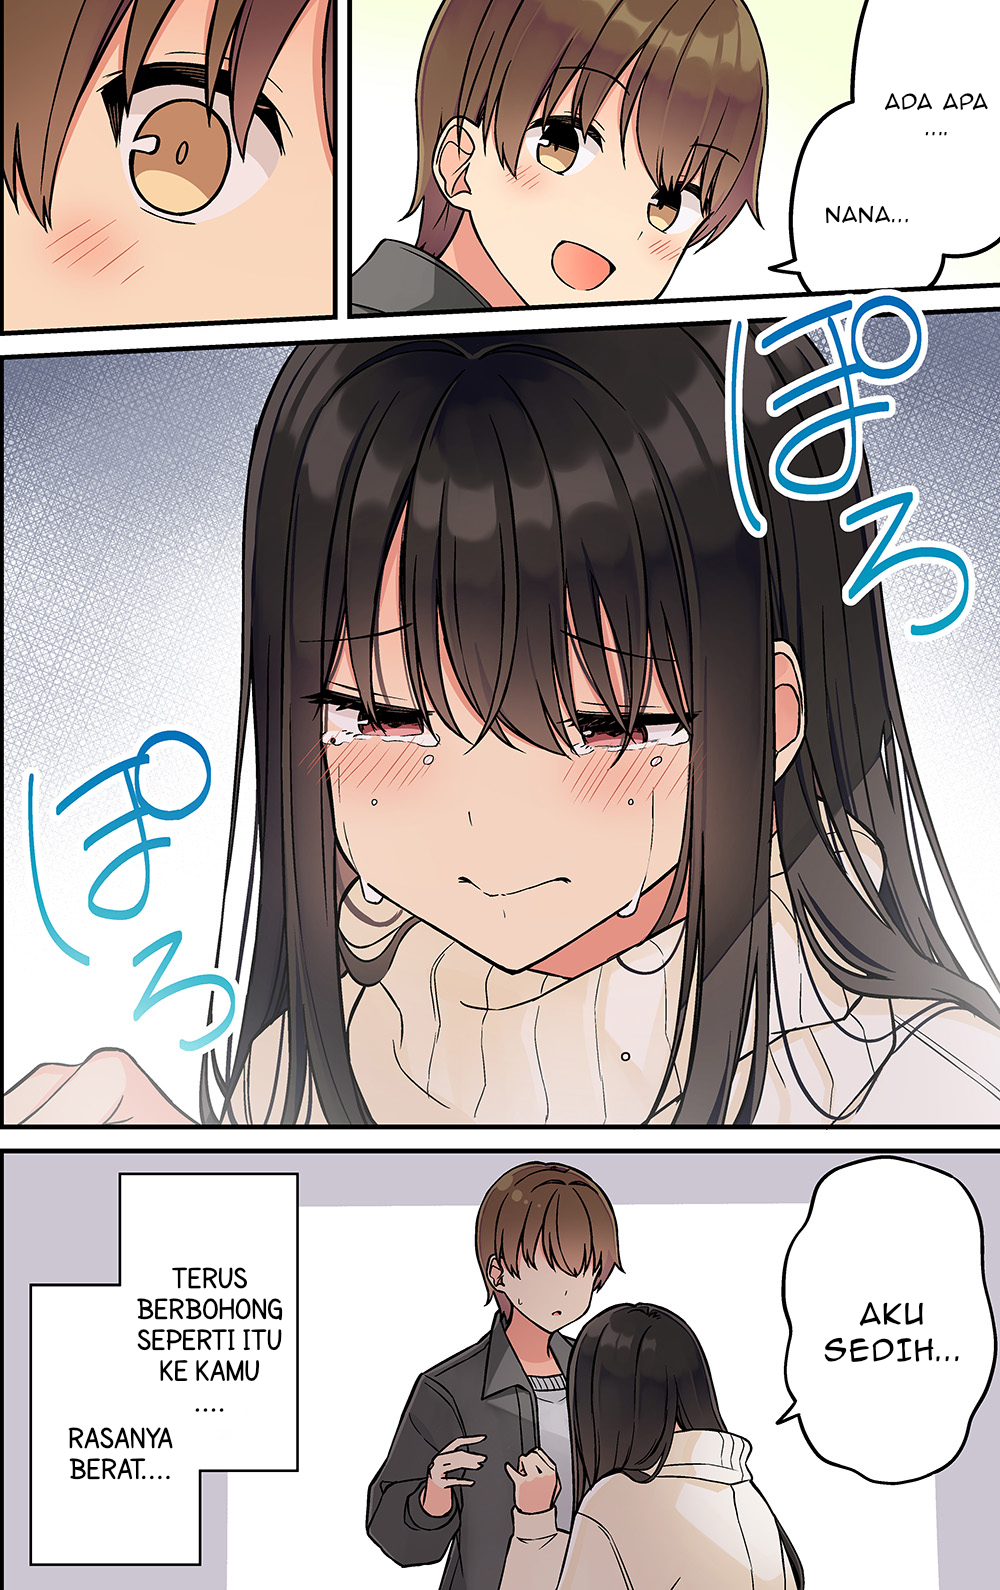 ADA APA
....
NANA...
ぽろ
ぽろ
AKU
SEDIH...
TERUS
BERBOHONG
SEPERTI ITU
KE KAMU
....
RASANYA
BERAT....